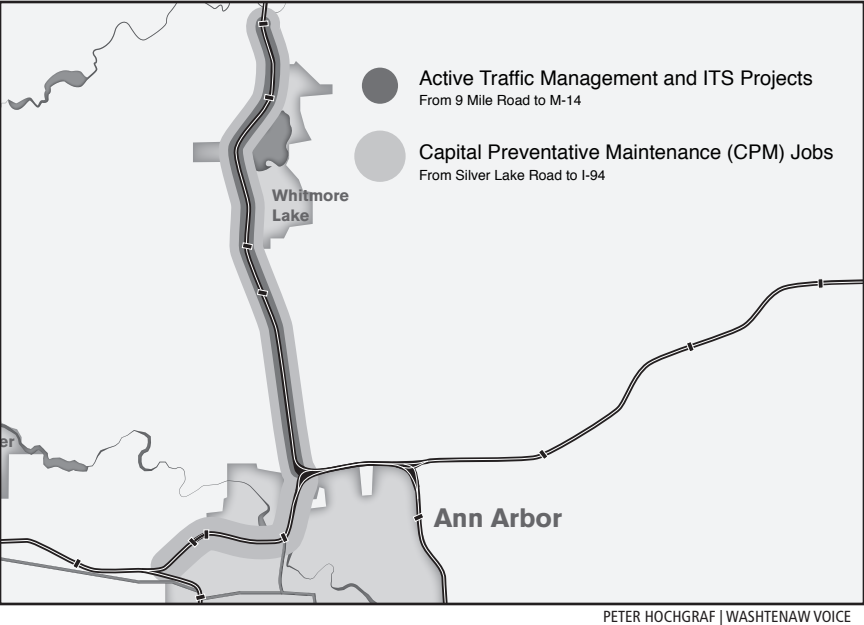 Active Traffic Management and ITS Projects
From 9 Mile Road to M-14
Capital Preventative Maintenance (CPM) Jobs
From Silver Lake Road to I-94
Whitmore
Lake
er
Ann Arbor
PETER HOCHGRAF | WASHTENAW VOICE